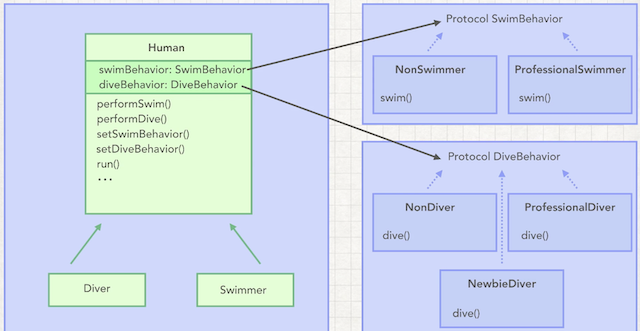 Human
swimBehavior: SwimBehavior
diveBehavior: DiveBehavior
performSwim()
performDive()
setSwimBehavior()
setDiveBehavior()
run()
...
Diver
Swimmer
Protocol SwimBehavior
NonSwimmer
swim()
ProfessionalSwimmer
swim()
Protocol DiveBehavior
NonDiver
dive()
ProfessionalDiver
dive()
NewbieDiver
dive()